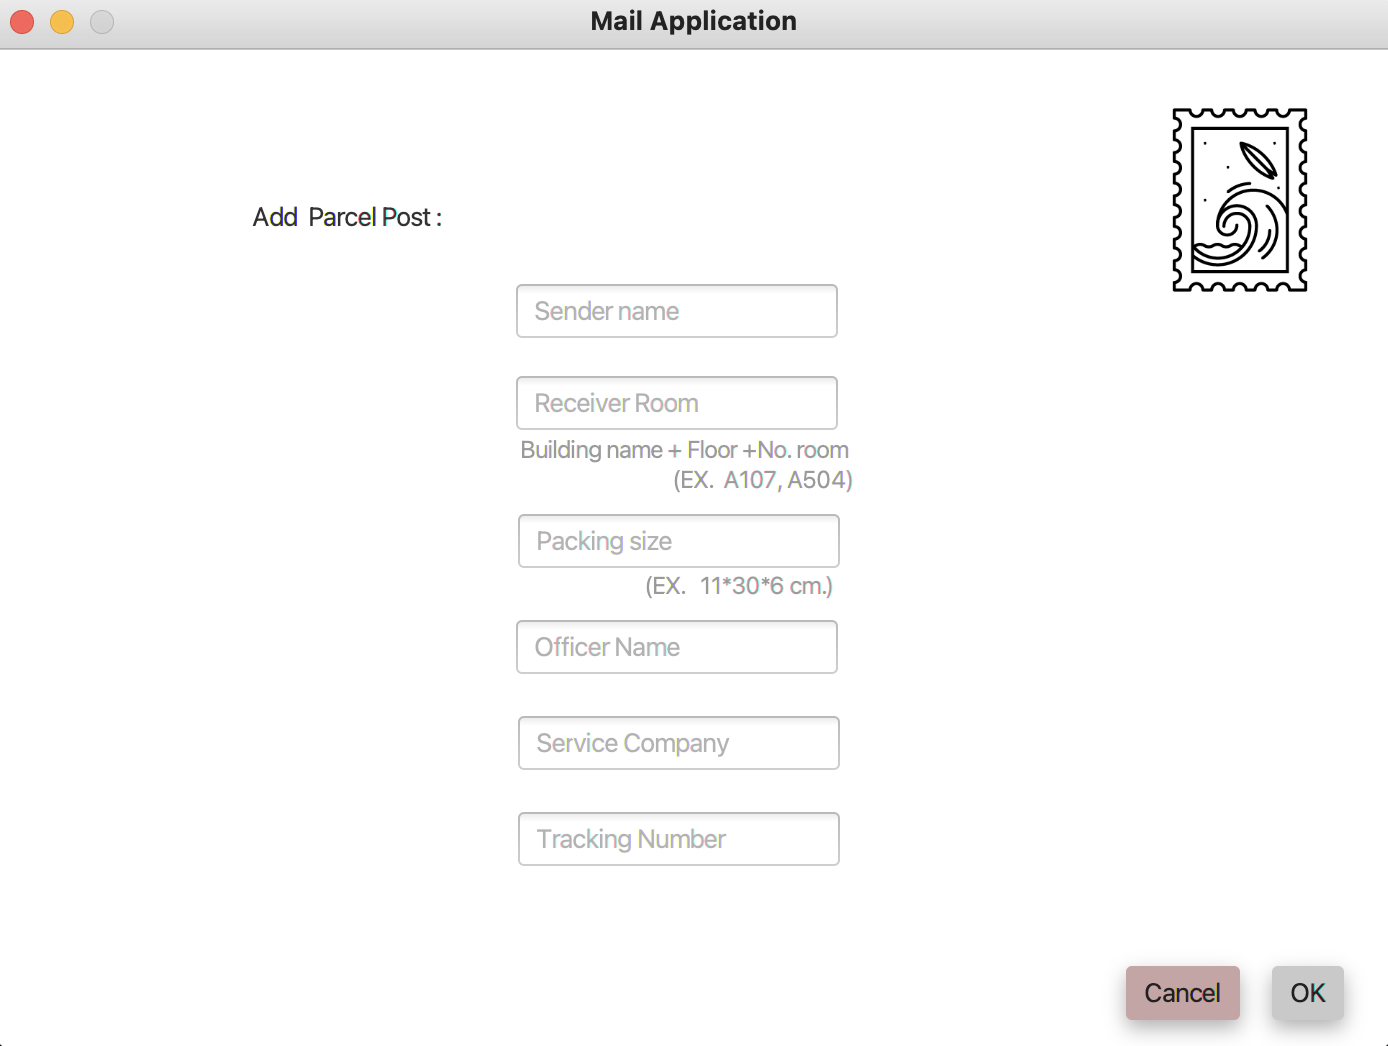 Mail Application
Add Parcel Post :
Sender name
Receiver Room
Building name + Floor +No. room
(EX. A107, A504)
Packing size
(EX. 11*30*6 cm.)
Officer Name
Service Company
Tracking Number
Cancel OK